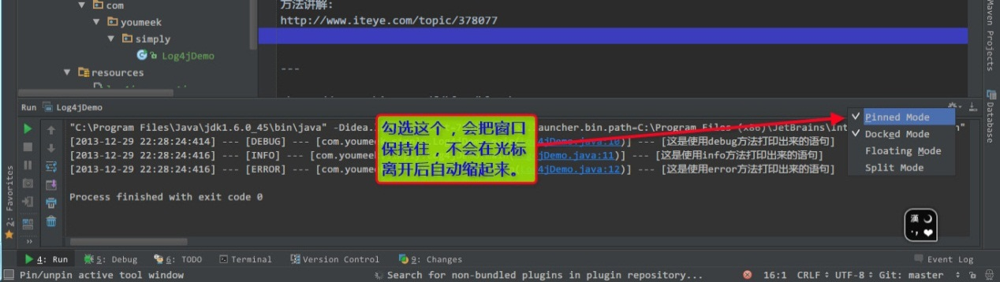 com
youmeek
simply
Log4jDemo
resources
方法讲解:
http://www.iteye.com/topic/378077
---
Maven Projects
Database
Run Log4jDemo
"C:\Program Files\Java\jdk1.6.0_45\bin\java" -Didea. auncher.bin.path=C:\Program Files (x86)\JetBrains\Int
[2013-12-29 22:28:24:414] --- [DEBUG] --- [com.youmee 4jDemo.java:10)] --- [这是使用debug方法打印出来的语句]
[2013-12-29 22:28:24:416] --- [INFO] --- [com.youmee 4jDemo.java:11)] --- [这是使用info方法打印出来的语句]
[2013-12-29 22:28:24:416] --- [ERROR] --- [com.youmee 4jDemo.java:12)] --- [这是使用error方法打印出来的语句]
Process finished with exit code 0
勾选这个，会把窗口
保持住，不会在光标
离开后自动缩起来。
Pinned Mode
Docked Mode
Floating Mode
Split Mode
漢
2: Favorites
4: Run 5: Debug 6: TODO Terminal Version Control 9: Changes Event Log
Pin/unpin active tool window Search for non-bundled plugins in plugin repository... 16:1 CRLF UTF-8 Git: master